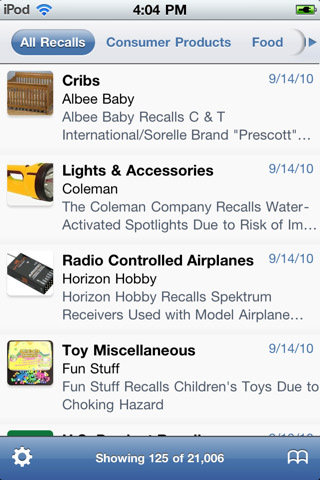 iPod 4:04 PM
All Recalls Consumer Products Food
Cribs 9/14/10
Albee Baby
Albee Baby Recalls C & T
International/Sorelle Brand "Prescott"...
Lights & Accessories 9/14/10
Coleman
The Coleman Company Recalls Water-
Activated Spotlights Due to Risk of Im...
Radio Controlled Airplanes 9/14/10
Horizon Hobby
Horizon Hobby Recalls Spektrum
Receivers Used with Model Airplane...
Toy Miscellaneous 9/14/10
Fun Stuff
Fun Stuff Recalls Children's Toys Due to
Choking Hazard
Showing 125 of 21,006